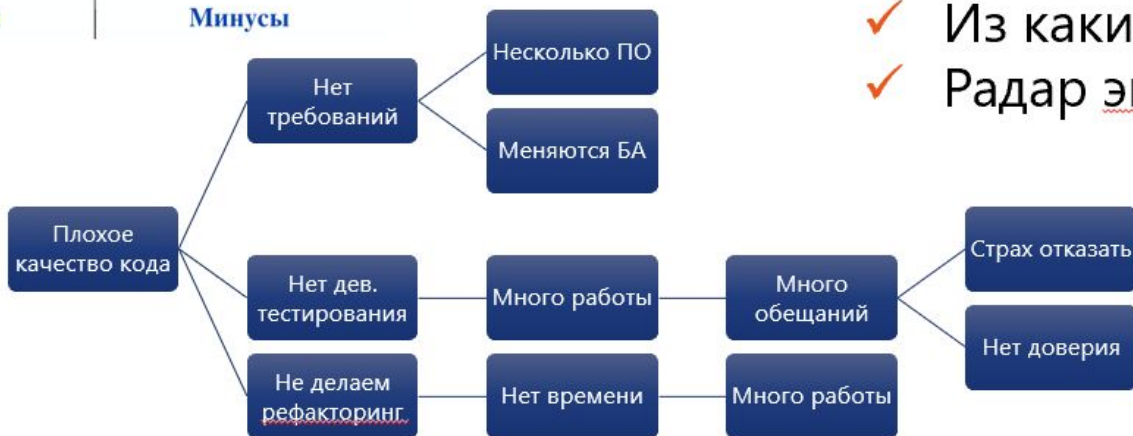 Минусы
Из
Радар
Несколько ПО
Нет
требований
Меняются БА
Плохое
качество кода
Нет дев.
тестирования
Много работы
Много
обещаний
Страх отказать
Нет доверия
Не делаем
рефакторинг
Нет времени
Много работы